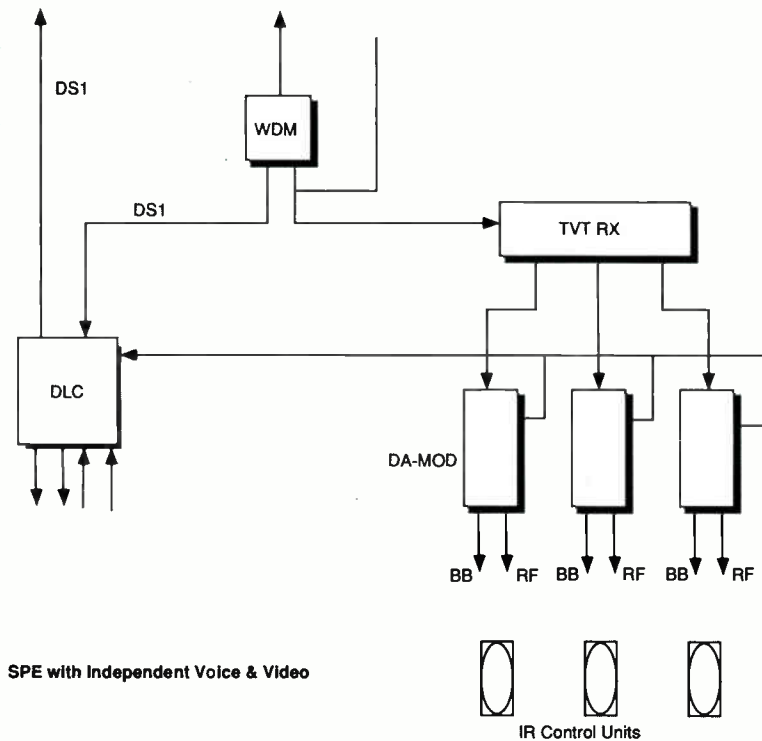 DS1
WDM
DS1
TVT RX
DLC
DA-MOD
BB RF BB RF BB RF
SPE with Independent Voice & Video
IR Control Units